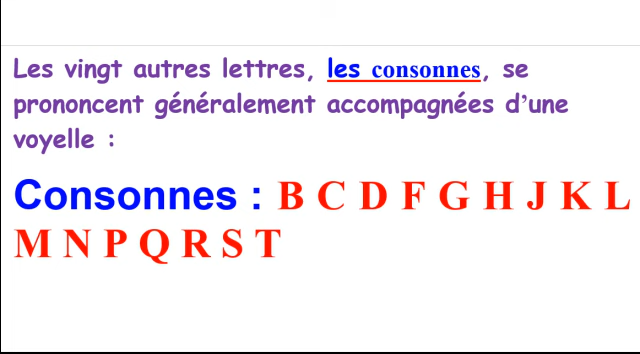 Les vingt autres lettres, les consonnes, se
prononcent généralement accompagnées d’une
voyelle :
Consonnes : B C D F G H J K L
M N P Q R S T